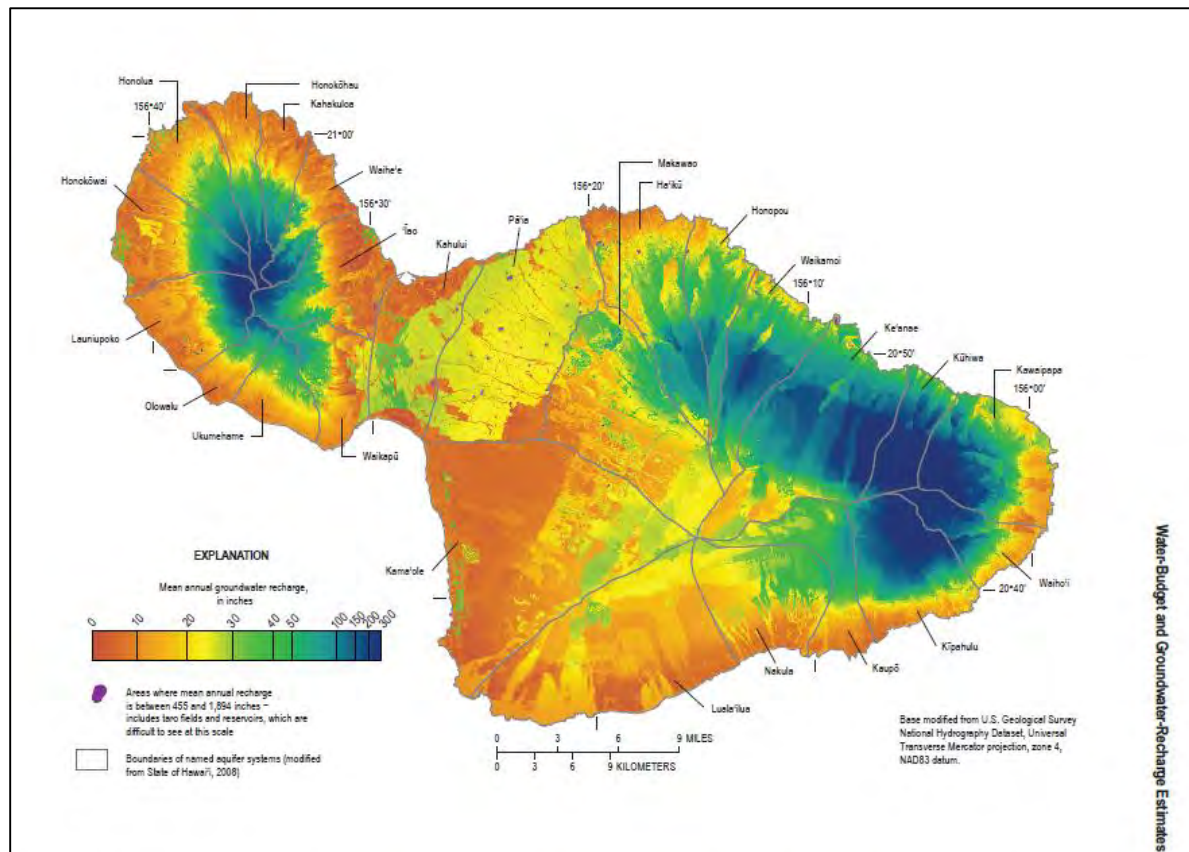 Honolua
Honokōhau
156°40'
Kahakuloa
21°00'
Makawao
Waihe'e
Ha'ikū
156°20'
Honokōwai
156°30'
Honopou
Pā'ia
'Īao
Kahului
Waikamoi
156°10'
Ke'anae
Launiupoko
20°50'
Kūhiwa
Kawaipapa
156°00'
Olowalu
Ukumehame
Waikapū
EXPLANATION
Mean annual groundwater recharge,
in inches
0 10 20 30 40 50 100 150 200 300
Kama'ole
Waiho'i
20°40'
Kīpahulu
Nakula
Kaupō
Areas where mean annual recharge
is between 455 and 1,894 inches –
includes taro fields and reservoirs, which are
difficult to see at this scale
Luala'ilua
Boundaries of named aquifer systems (modified
from State of Hawai'i, 2008)
0 3 6 9 MILES
0 3 6 9 KILOMETERS
Base modified from U.S. Geological Survey
National Hydrography Dataset, Universal
Transverse Mercator projection, zone 4,
NAD83 datum.
Water-Budget and Groundwater-Recharge Estimates